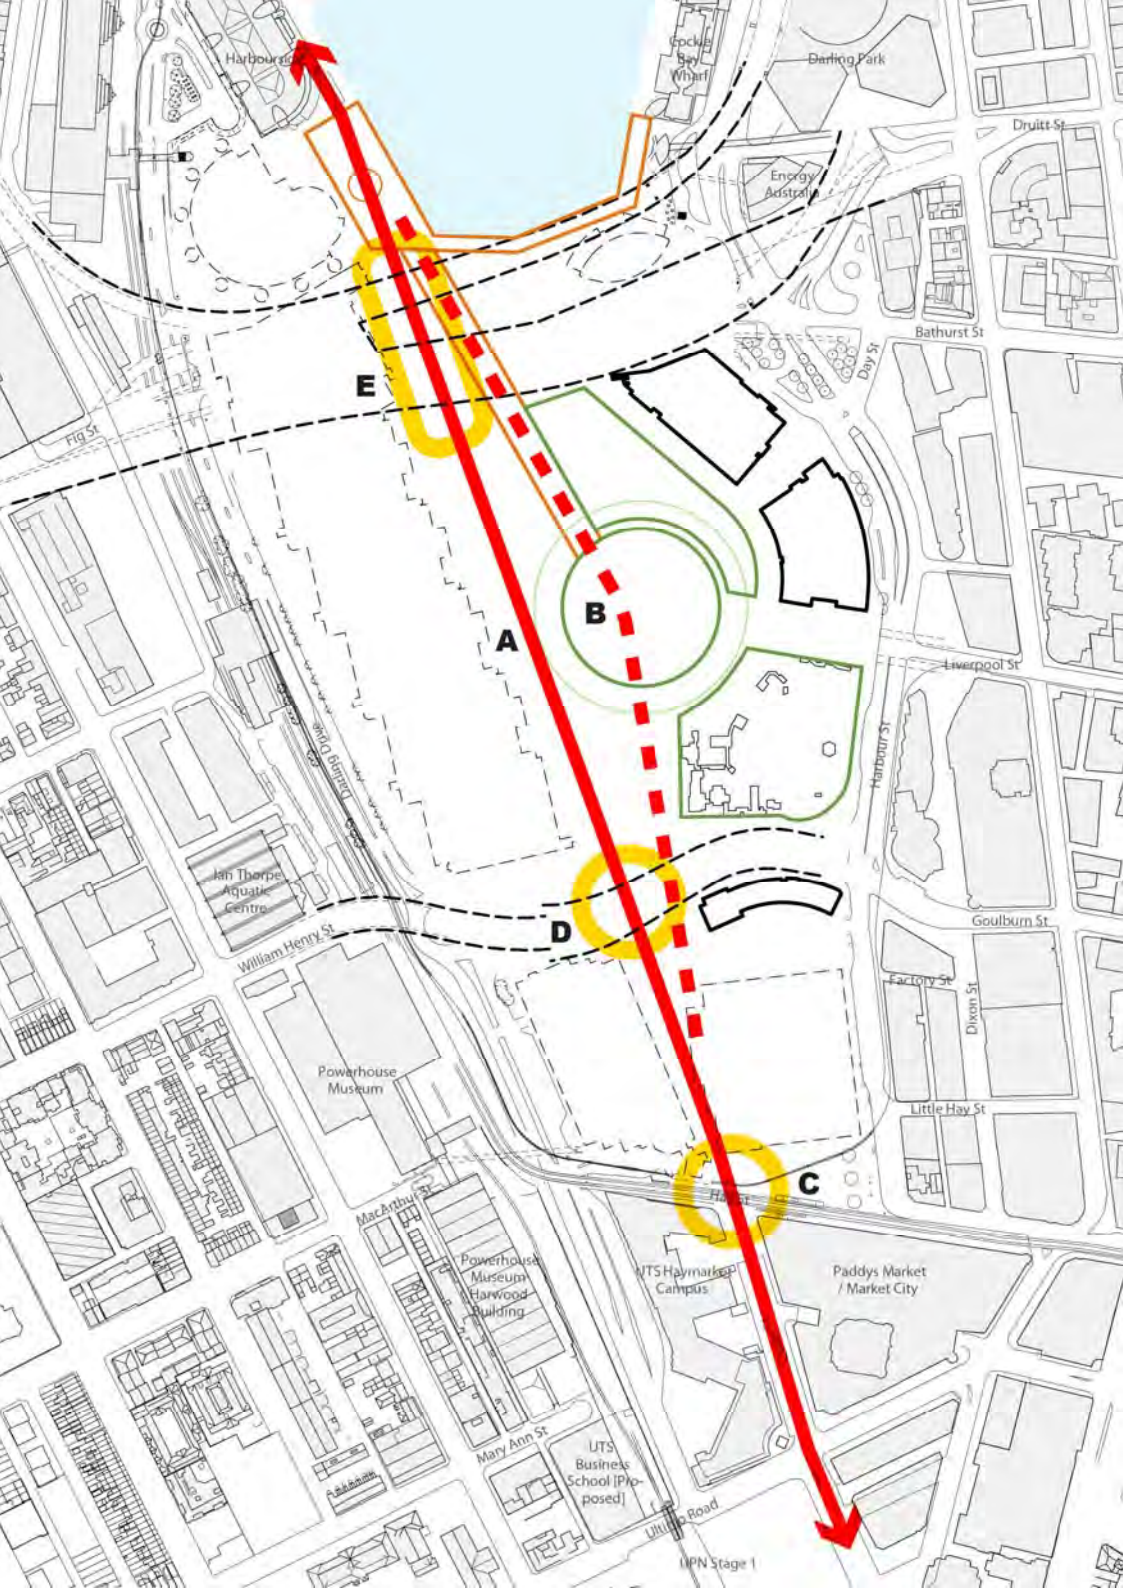 Harbourside
Cockle
Bay
Wharf
Darling Park
Druitt St
Energy
Australia
Bathurst St
Day St
E
Fig St
B
A
Liverpool St
Harbour St
Darling Drive
Ian Thorpe
Aquatic
Centre
William Henry St
D
Goulburn St
Factory St
Dixon St
Powerhouse
Museum
Little Hay St
C
Hay St
MacArthur St
Powerhouse
Museum
Harwood
Building
UTS Haymarket
Campus
Paddys Market
/ Market City
Mary Ann St
UTS
Business
School [Pro-
posed]
Ultimo Road
UPN Stage 1